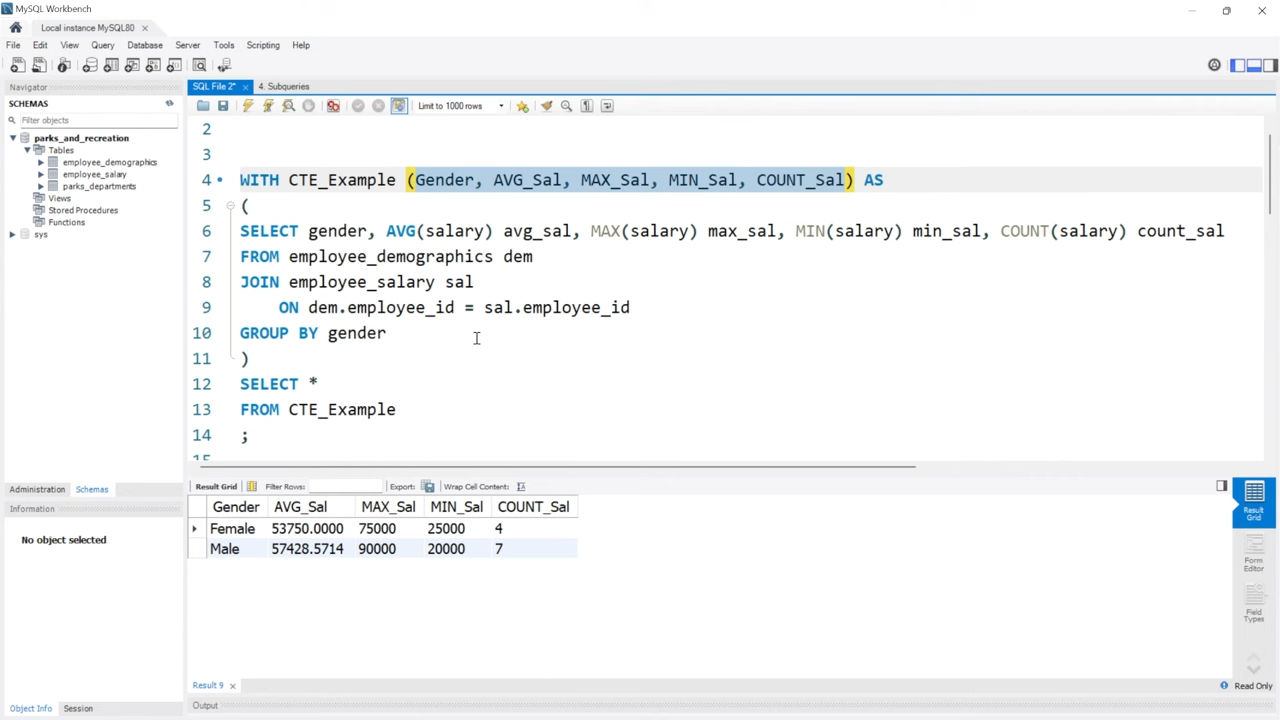 MySQL Workbench
Local instance MySQL80
File Edit View Query Database Server Tools Scripting Help
Navigator
SCHEMAS
Filter objects
parks_and_recreation
Tables
employee_demographics
employee_salary
parks_departments
Views
Stored Procedures
Functions
sys
Administration Schemas
Information
No object selected
Object Info Session
SQL File 2* 4. Subqueries
Limit to 1000 rows
2
3
4 WITH CTE_Example (Gender, AVG_Sal, MAX_Sal, MIN_Sal, COUNT_Sal) AS
5 (
6 SELECT gender, AVG(salary) avg_sal, MAX(salary) max_sal, MIN(salary) min_sal, COUNT(salary) count_sal
7 FROM employee_demographics dem
8 JOIN employee_salary sal
9 ON dem.employee_id = sal.employee_id
10 GROUP BY gender
11 )
12 SELECT *
13 FROM CTE_Example
14 ;
15
Result Grid Filter Rows: Export: Wrap Cell Content:
Gender AVG_Sal MAX_Sal MIN_Sal COUNT_Sal
Female 53750.0000 75000 25000 4
Male 57428.5714 90000 20000 7
Result Grid
Form Editor
Field Types
Result 9
Read Only
Output